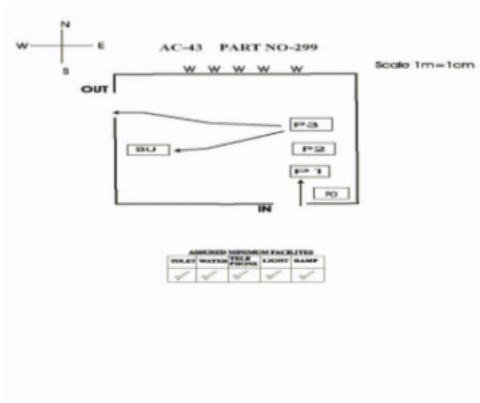 N
W E
S
AC-43 PART NO-299
Scale 1m=1cm
W W W W W
OUT
P3
BU
P2
P1
PO
IN
ASSURED MINIMUM FACILITES
TOILET WATER TELE PHONE LIGHT RAMP